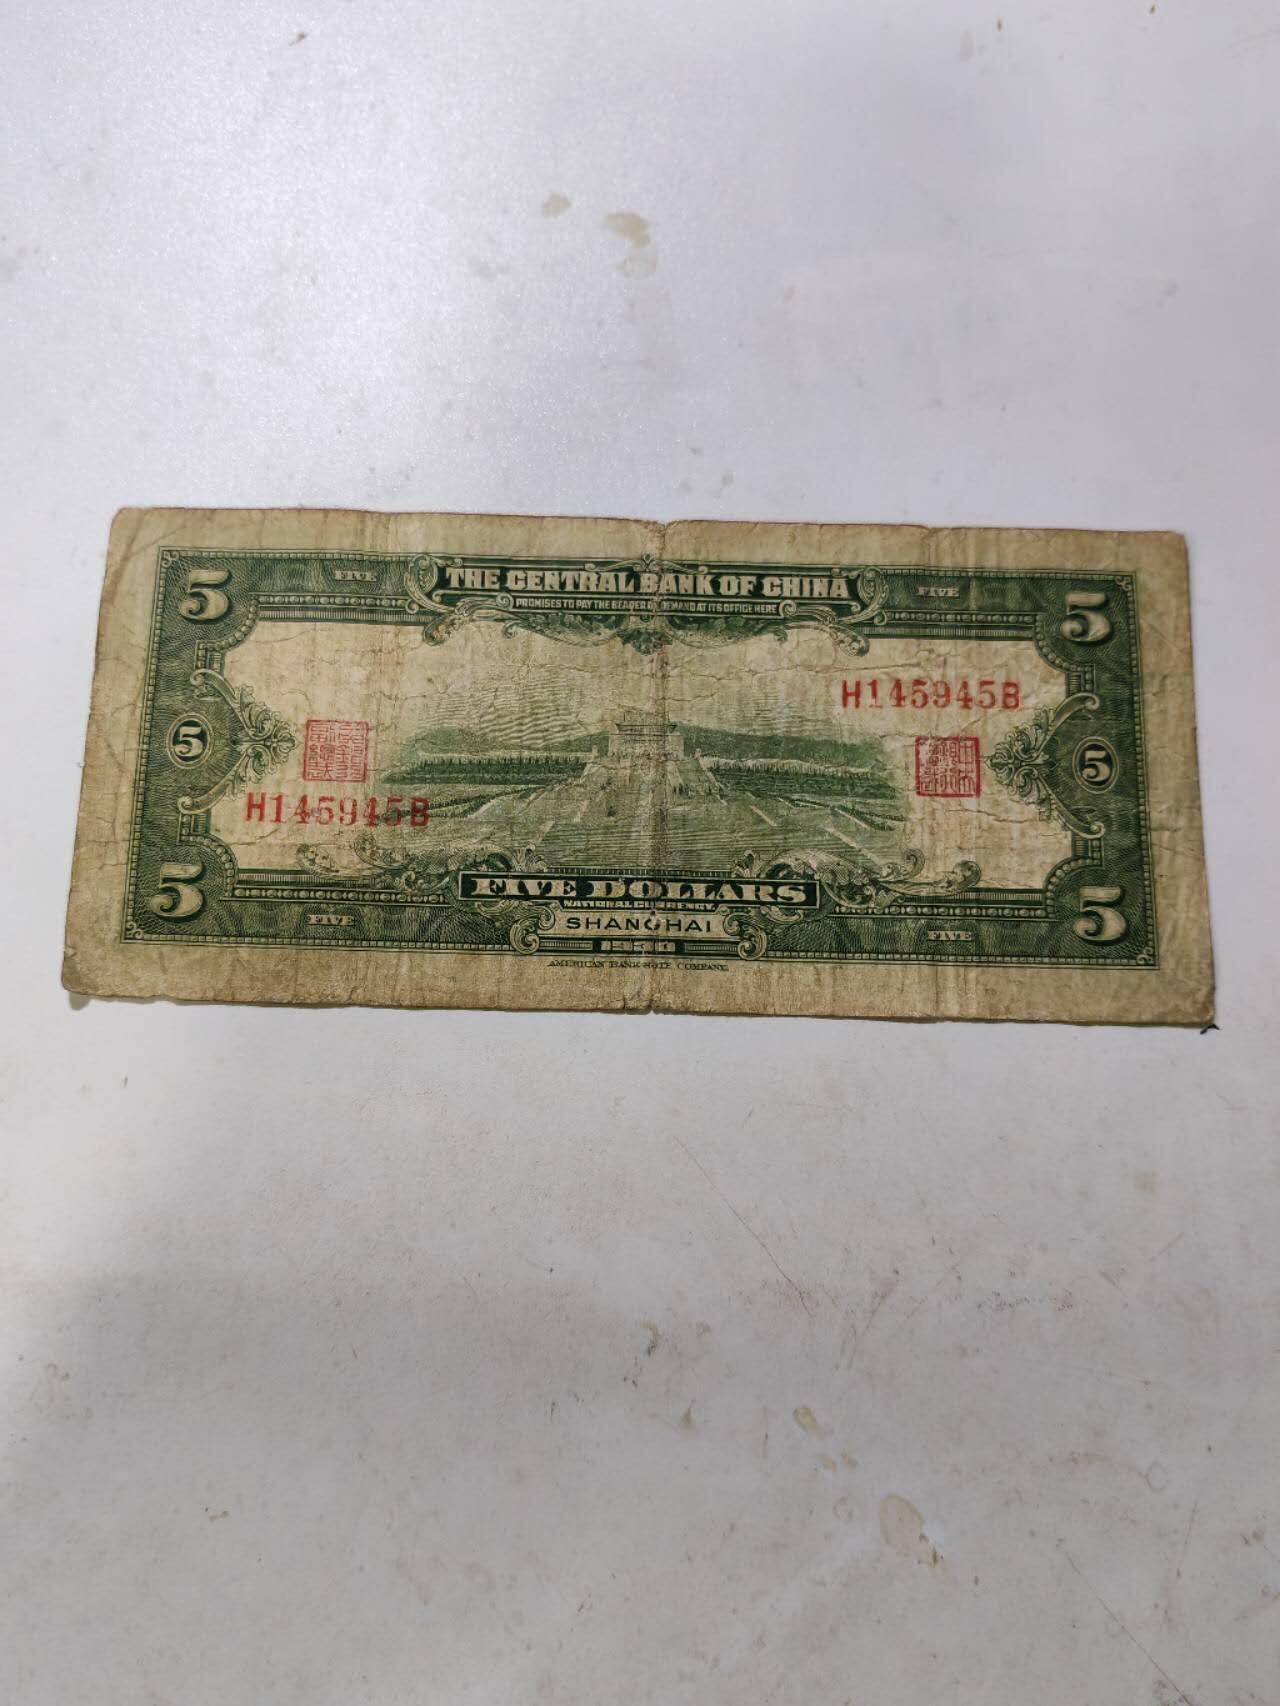 5 FIVE THE CENTRAL BANK OF CHINA FIVE 5
PROMISES TO PAY THE BEARER ON DEMAND AT ITS OFFICE HERE
H145945B
5 5
H145945B
5 FIVE DOLLARS 5
NATIONAL CURRENCY.
FIVE SHANGHAI FIVE
1930
AMERICAN BANK NOTE COMPANY.